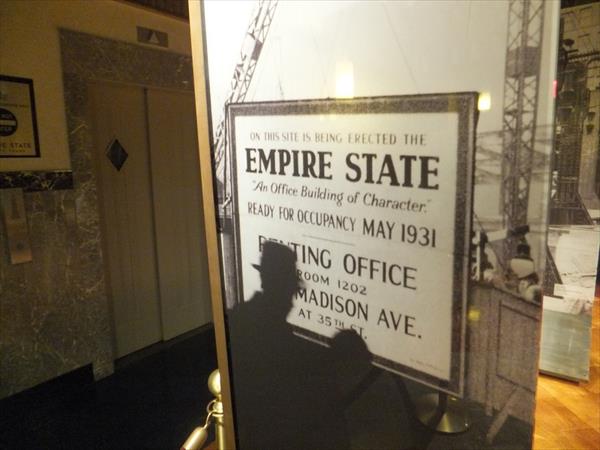 ON THIS SITE IS BEING ERECTED THE
EMPIRE STATE
"An Office Building of Character."
READY FOR OCCUPANCY MAY 1931
RENTING OFFICE
ROOM 1202
MADISON AVE.
AT 35TH ST.
E STATE